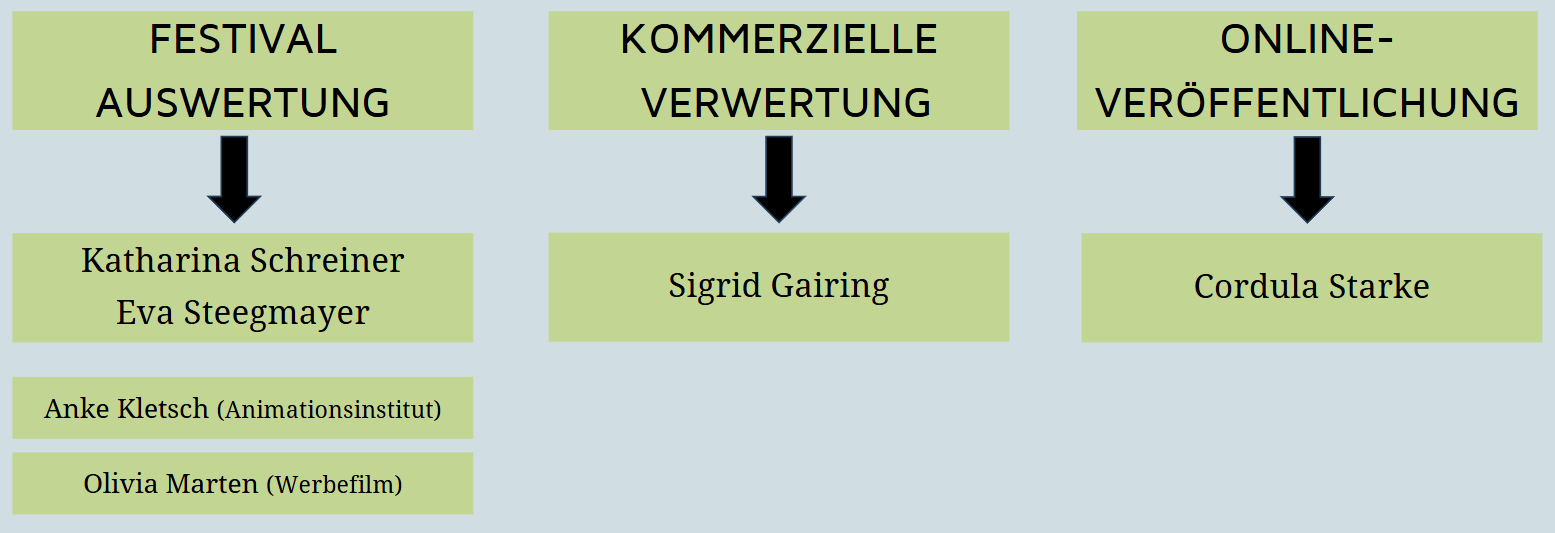 FESTIVAL
AUSWERTUNG
Katharina Schreiner
Eva Steegmayer
Anke Kletsch (Animationsinstitut)
Olivia Marten (Werbefilm)
KOMMERZIELLE
VERWERTUNG
Sigrid Gairing
ONLINE-
VERÖFFENTLICHUNG
Cordula Starke